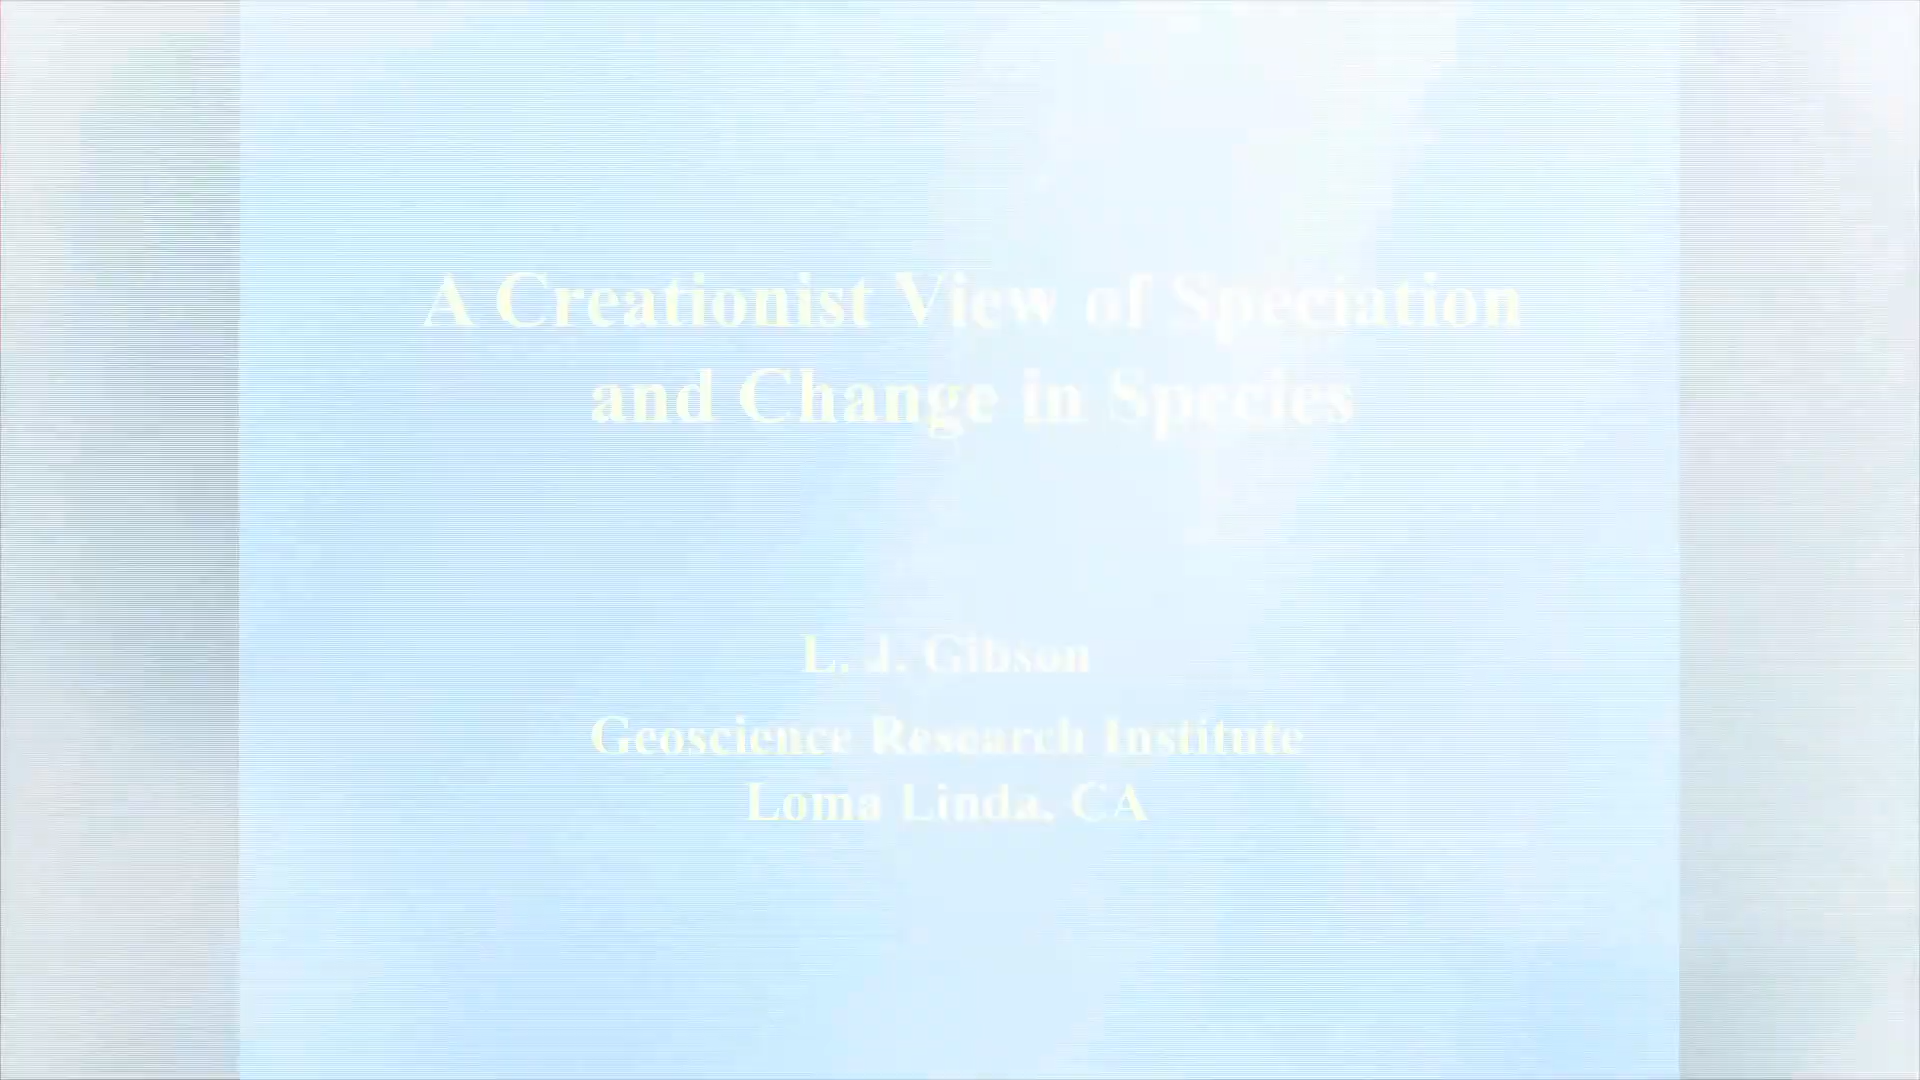 A Creationist View of Speciation
and Change in Species
L. J. Gibson
Geoscience Research Institute
Loma Linda, CA